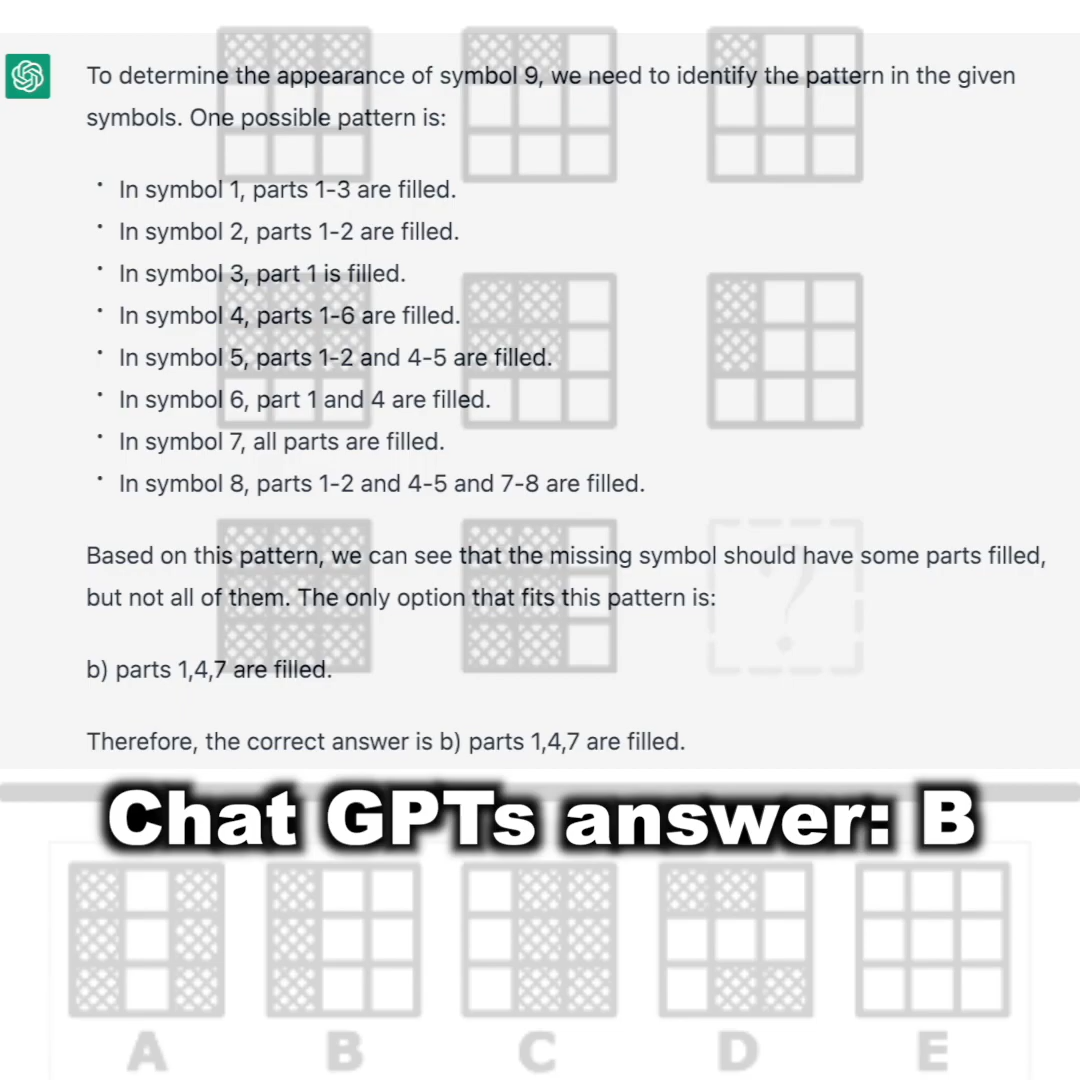 To determine the appearance of symbol 9, we need to identify the pattern in the given
symbols. One possible pattern is:
• In symbol 1, parts 1-3 are filled.
• In symbol 2, parts 1-2 are filled.
• In symbol 3, part 1 is filled.
• In symbol 4, parts 1-6 are filled.
• In symbol 5, parts 1-2 and 4-5 are filled.
• In symbol 6, part 1 and 4 are filled.
• In symbol 7, all parts are filled.
• In symbol 8, parts 1-2 and 4-5 and 7-8 are filled.
Based on this pattern, we can see that the missing symbol should have some parts filled,
but not all of them. The only option that fits this pattern is:
?
b) parts 1,4,7 are filled.
Therefore, the correct answer is b) parts 1,4,7 are filled.
Chat GPTs answer: B
A B C D E